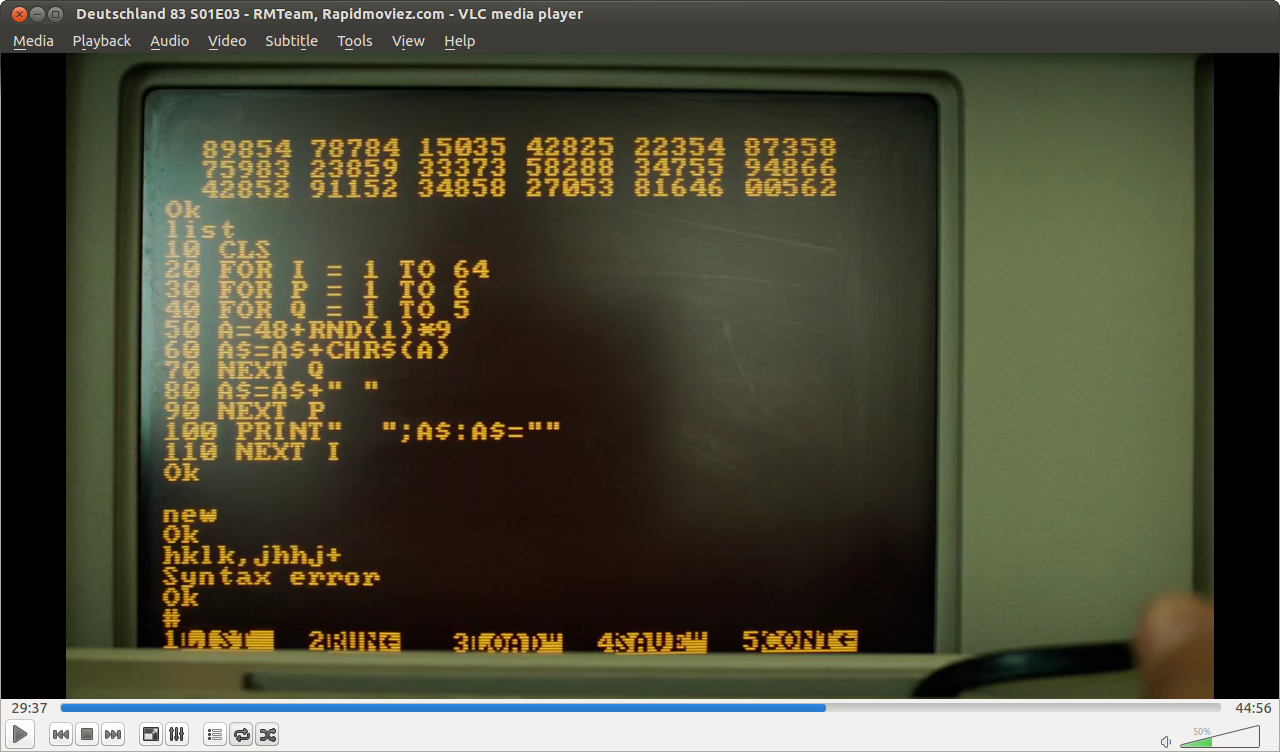 Deutschland 83 S01E03 - RMTeam, Rapidmoviez.com - VLC media player
Media Playback Audio Video Subtitle Tools View Help
89854 78784 15035 42825 22354 87358
75983 23859 33373 58288 34755 94866
42852 91152 34858 27053 81646 00562
Ok
list
10 CLS
20 FOR I = 1 TO 64
30 FOR P = 1 TO 6
40 FOR Q = 1 TO 5
50 A=48+RND(1)*9
60 A$=A$+CHR$(A)
70 NEXT Q
80 A$=A$+" "
90 NEXT P
100 PRINT"  ";A$:A$=""
110 NEXT I
Ok
new
Ok
hklk,jhhj+
Syntax error
Ok
#
1LIST 2RUN← 3LOAD" 4SAVE" 5CONT←
29:37 44:56
50%